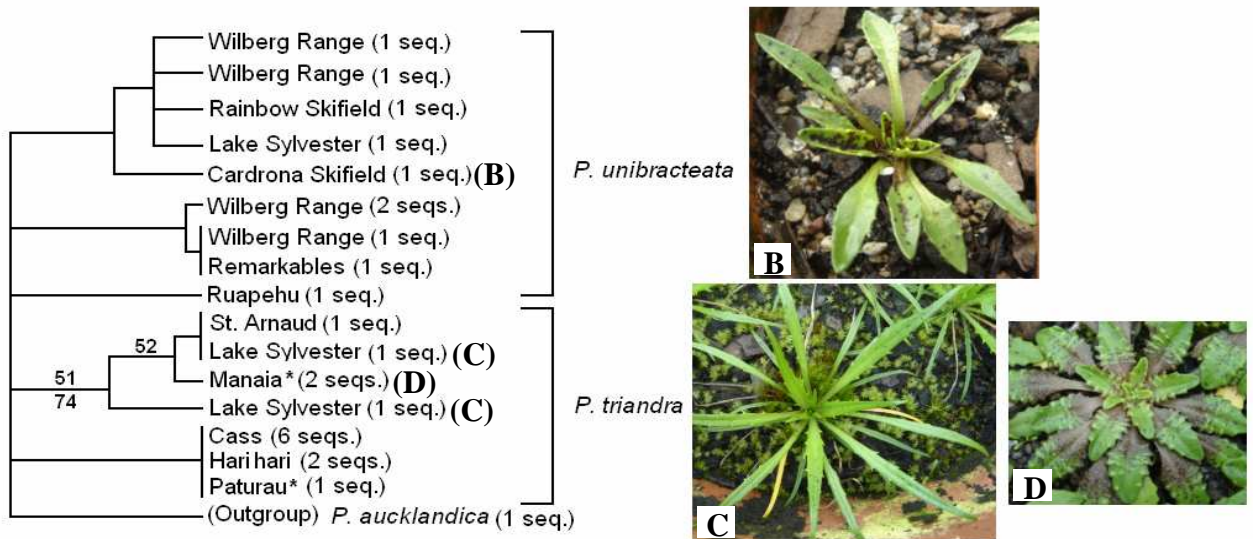 Wilberg Range (1 seq.)
Wilberg Range (1 seq.)
Rainbow Skifield (1 seq.)
Lake Sylvester (1 seq.)
Cardrona Skifield (1 seq.) (B)
P. unibracteata
Wilberg Range (2 seqs.)
Wilberg Range (1 seq.)
Remarkables (1 seq.)
Ruapehu (1 seq.)
St. Arnaud (1 seq.)
52
Lake Sylvester (1 seq.) (C)
51
Manaia* (2 seqs.) (D)
74
Lake Sylvester (1 seq.) (C)
P. triandra
Cass (6 seqs.)
Hari hari (2 seqs.)
Paturau* (1 seq.)
(Outgroup) P. aucklandica (1 seq.)
B
C
D